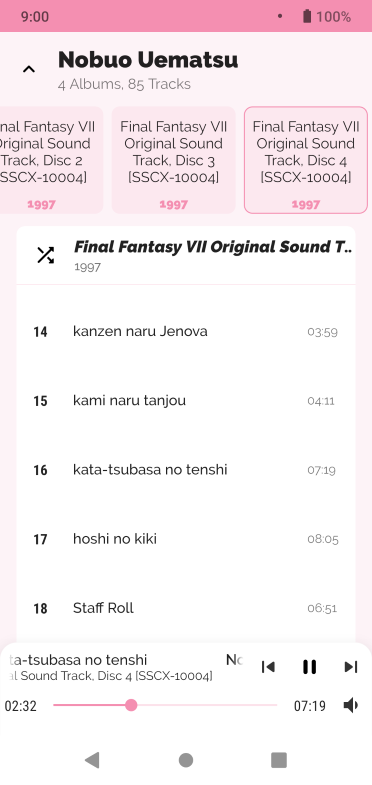 9:00
100%
Nobuo Uematsu
4 Albums, 85 Tracks
nal Fantasy VII
Original Sound
Track, Disc 2
[SSCX-10004]
1997
Final Fantasy VII
Original Sound
Track, Disc 3
[SSCX-10004]
1997
Final Fantasy VII
Original Sound
Track, Disc 4
[SSCX-10004]
1997
Final Fantasy VII Original Sound T..
1997
14 kanzen naru Jenova 03:59
15 kami naru tanjou 04:11
16 kata-tsubasa no tenshi 07:19
17 hoshi no kiki 08:05
18 Staff Roll 06:51
ta-tsubasa no tenshi No
al Sound Track, Disc 4 [SSCX-10004]
02:32 07:19